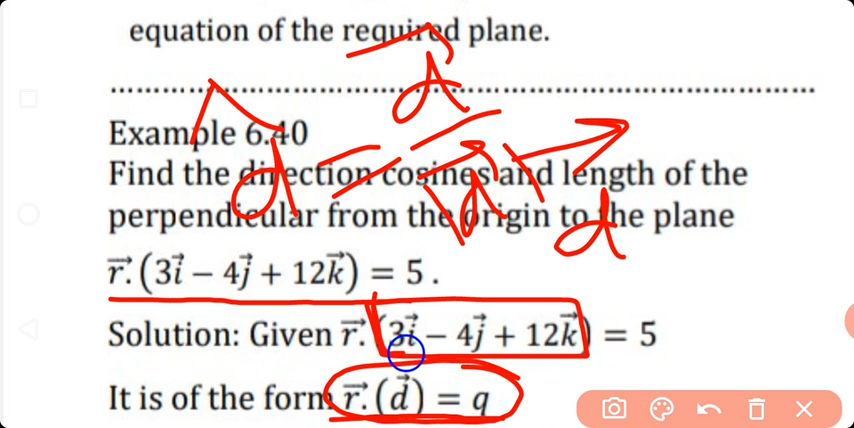 equation of the required plane.
Example 6.40
Find the direction cosines and length of the
perpendicular from the origin to the plane
r⃗.(3i⃗ − 4j⃗ + 12k⃗) = 5 .
Solution: Given r⃗. (3i⃗ − 4j⃗ + 12k⃗) = 5
It is of the form r⃗.(d⃗) = q
d̂ = d⃗ / |d⃗|
d⃗